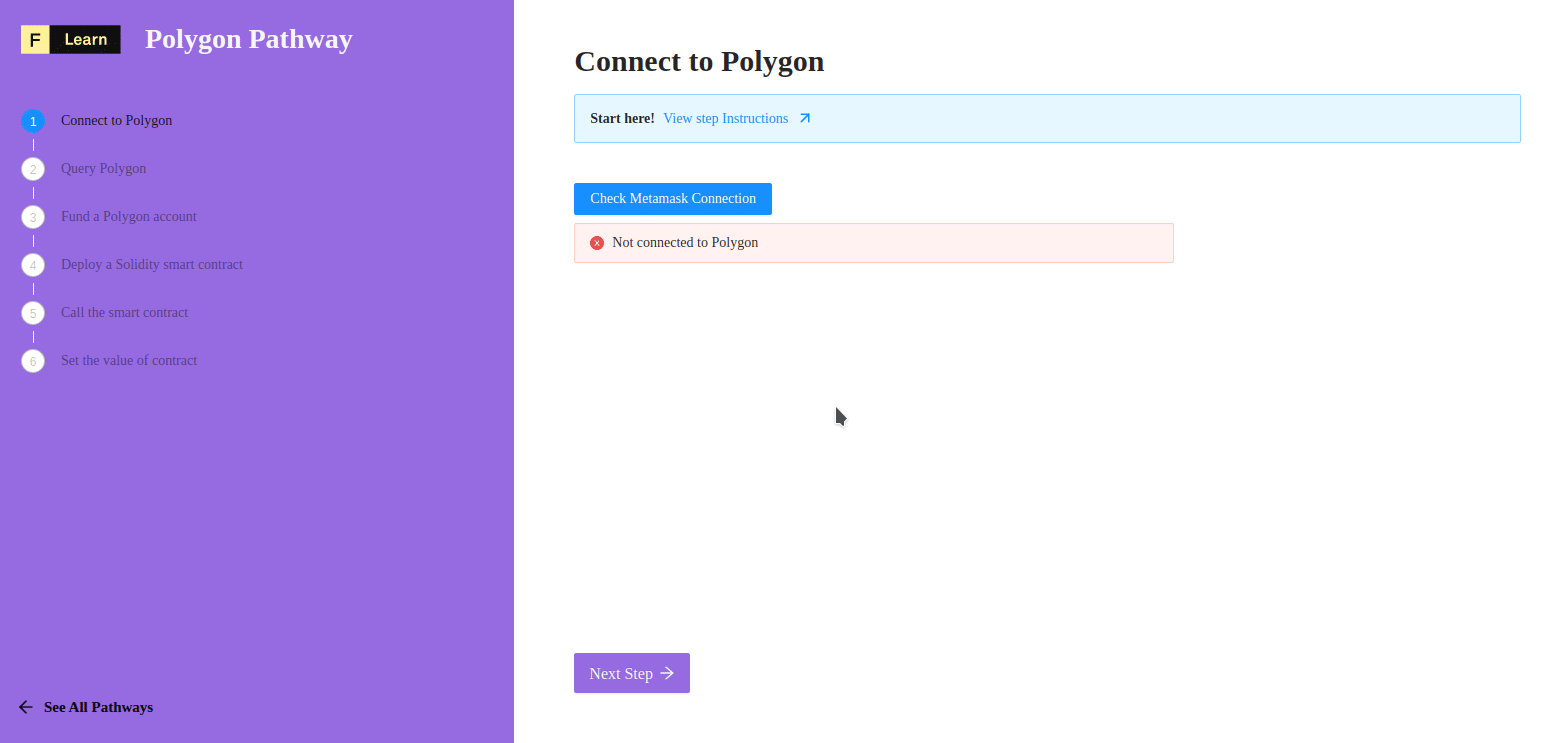 F Learn
Polygon Pathway
1 Connect to Polygon
2 Query Polygon
3 Fund a Polygon account
4 Deploy a Solidity smart contract
5 Call the smart contract
6 Set the value of contract
See All Pathways
Connect to Polygon
Start here! View step Instructions
Check Metamask Connection
Not connected to Polygon
Next Step